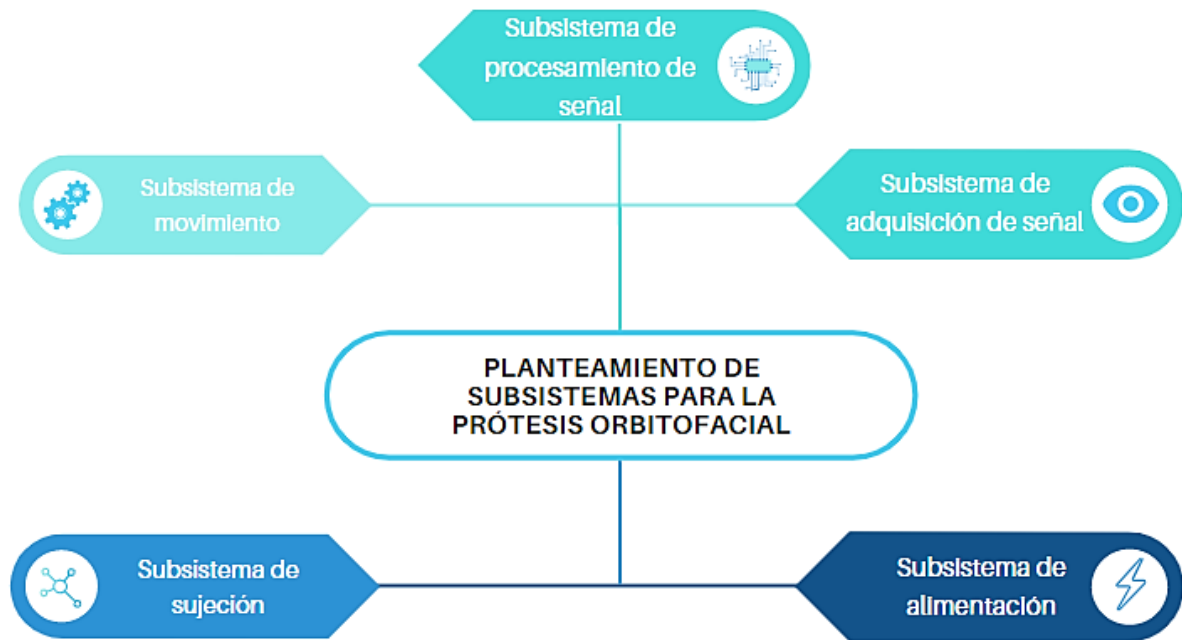 Subsistema de
procesamiento de
señal
Subsistema de
movimiento
Subsistema de
adquisición de señal
PLANTEAMIENTO DE
SUBSISTEMAS PARA LA
PRÓTESIS ORBITOFACIAL
Subsistema de
sujeción
Subsistema de
alimentación